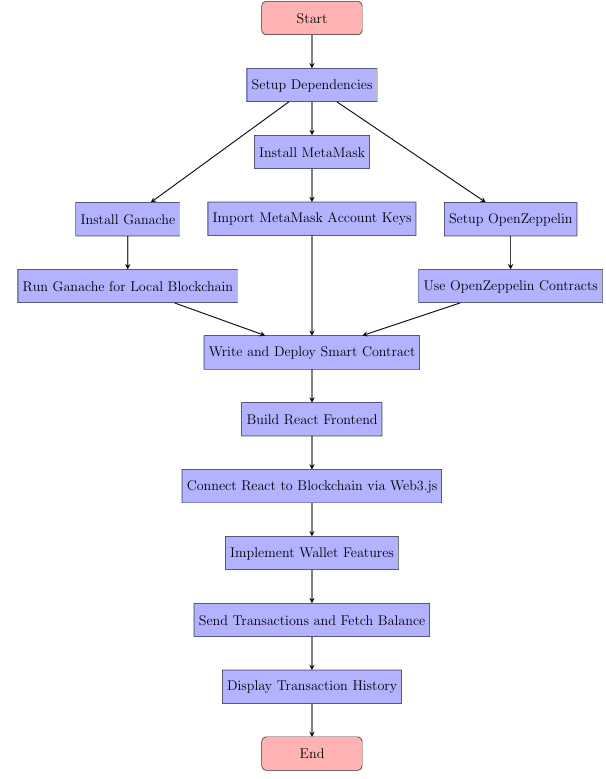 Start
Setup Dependencies
Install MetaMask
Install Ganache
Import MetaMask Account Keys
Setup OpenZeppelin
Run Ganache for Local Blockchain
Use OpenZeppelin Contracts
Write and Deploy Smart Contract
Build React Frontend
Connect React to Blockchain via Web3.js
Implement Wallet Features
Send Transactions and Fetch Balance
Display Transaction History
End